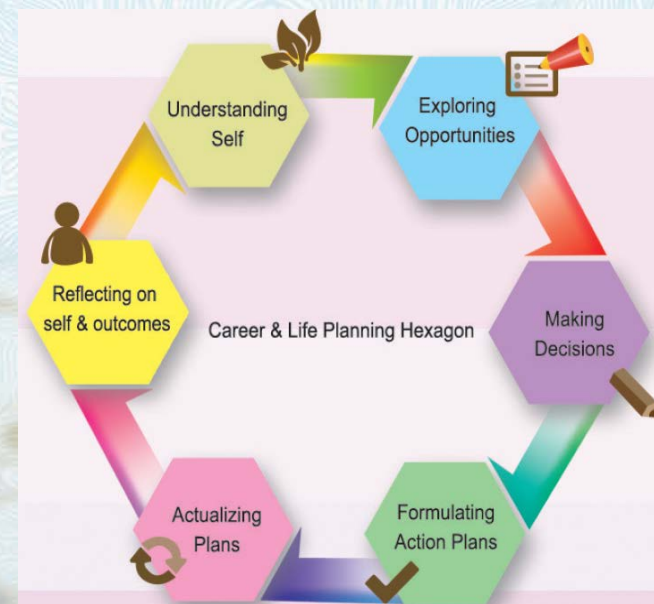 Understanding
Self
Exploring
Opportunities
Making
Decisions
Formulating
Action Plans
Actualizing
Plans
Reflecting on
self & outcomes
Career & Life Planning Hexagon